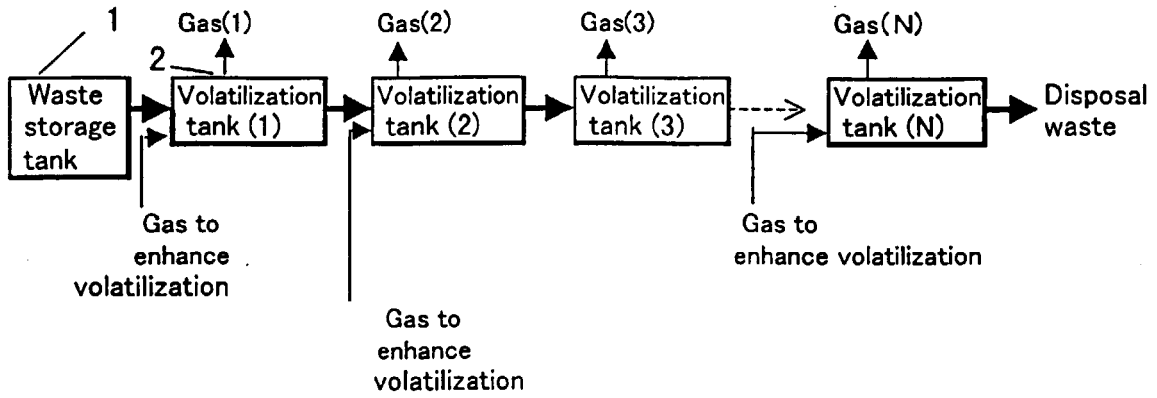 1
2
Gas(1)
Gas(2)
Gas(3)
Gas(N)
Waste
storage
tank
Volatilization
tank (1)
Volatilization
tank (2)
Volatilization
tank (3)
Volatilization
tank (N)
Disposal
waste
Gas to
enhance
volatilization
Gas to
enhance
volatilization
Gas to
enhance volatilization